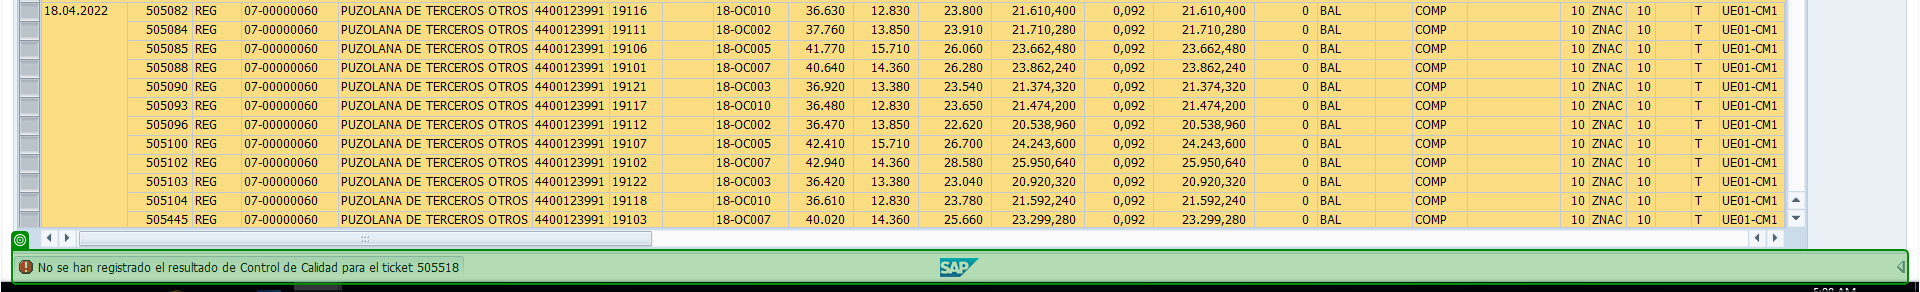 18.04.2022 505082 REG 07-00000060 PUZOLANA DE TERCEROS OTROS 4400123991 19116 18-OC010 36.630 12.830 23.800 21.610,400 0,092 21.610,400 0 BAL COMP 10 ZNAC 10 T UE01-CM1
505084 REG 07-00000060 PUZOLANA DE TERCEROS OTROS 4400123991 19111 18-OC002 37.760 13.850 23.910 21.710,280 0,092 21.710,280 0 BAL COMP 10 ZNAC 10 T UE01-CM1
505085 REG 07-00000060 PUZOLANA DE TERCEROS OTROS 4400123991 19106 18-OC005 41.770 15.710 26.060 23.662,480 0,092 23.662,480 0 BAL COMP 10 ZNAC 10 T UE01-CM1
505088 REG 07-00000060 PUZOLANA DE TERCEROS OTROS 4400123991 19101 18-OC007 40.640 14.360 26.280 23.862,240 0,092 23.862,240 0 BAL COMP 10 ZNAC 10 T UE01-CM1
505090 REG 07-00000060 PUZOLANA DE TERCEROS OTROS 4400123991 19121 18-OC003 36.920 13.380 23.540 21.374,320 0,092 21.374,320 0 BAL COMP 10 ZNAC 10 T UE01-CM1
505093 REG 07-00000060 PUZOLANA DE TERCEROS OTROS 4400123991 19117 18-OC010 36.480 12.830 23.650 21.474,200 0,092 21.474,200 0 BAL COMP 10 ZNAC 10 T UE01-CM1
505096 REG 07-00000060 PUZOLANA DE TERCEROS OTROS 4400123991 19112 18-OC002 36.470 13.850 22.620 20.538,960 0,092 20.538,960 0 BAL COMP 10 ZNAC 10 T UE01-CM1
505100 REG 07-00000060 PUZOLANA DE TERCEROS OTROS 4400123991 19107 18-OC005 42.410 15.710 26.700 24.243,600 0,092 24.243,600 0 BAL COMP 10 ZNAC 10 T UE01-CM1
505102 REG 07-00000060 PUZOLANA DE TERCEROS OTROS 4400123991 19102 18-OC007 42.940 14.360 28.580 25.950,640 0,092 25.950,640 0 BAL COMP 10 ZNAC 10 T UE01-CM1
505103 REG 07-00000060 PUZOLANA DE TERCEROS OTROS 4400123991 19122 18-OC003 36.420 13.380 23.040 20.920,320 0,092 20.920,320 0 BAL COMP 10 ZNAC 10 T UE01-CM1
505104 REG 07-00000060 PUZOLANA DE TERCEROS OTROS 4400123991 19118 18-OC010 36.610 12.830 23.780 21.592,240 0,092 21.592,240 0 BAL COMP 10 ZNAC 10 T UE01-CM1
505445 REG 07-00000060 PUZOLANA DE TERCEROS OTROS 4400123991 19103 18-OC007 40.020 14.360 25.660 23.299,280 0,092 23.299,280 0 BAL COMP 10 ZNAC 10 T UE01-CM1
No se han registrado el resultado de Control de Calidad para el ticket 505518 SAP